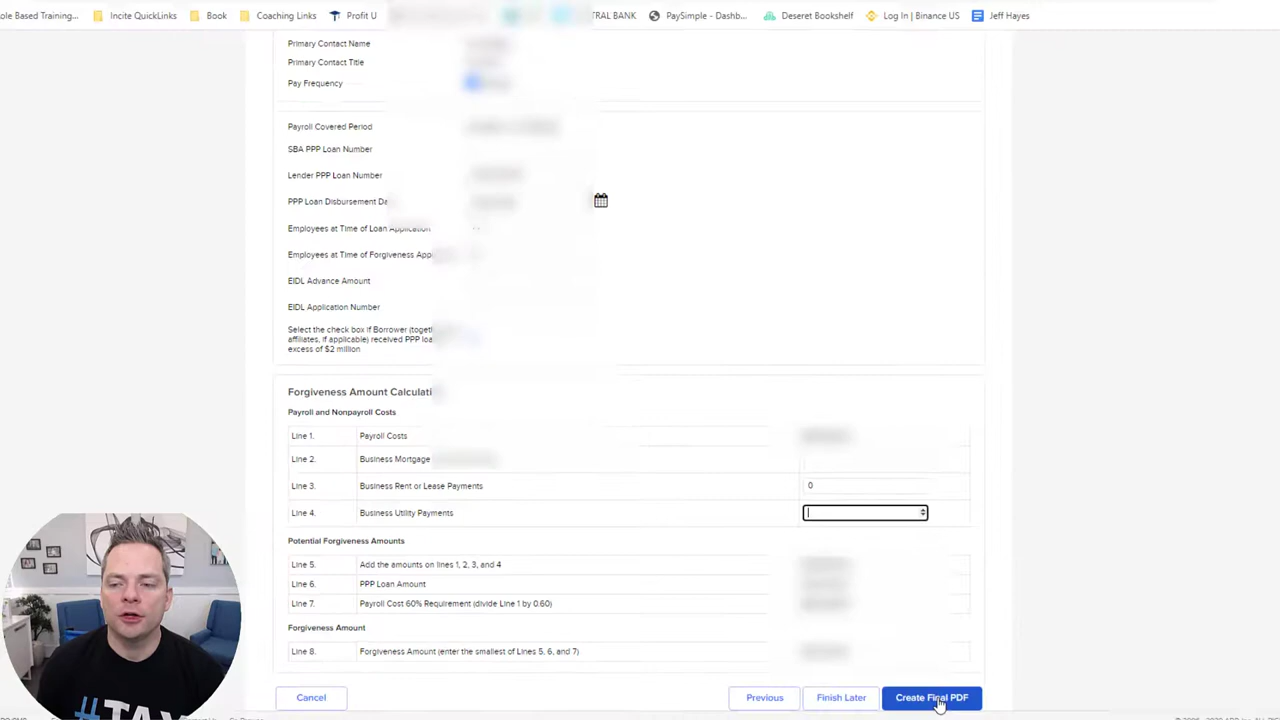 ole Based Training... Incite QuickLinks Book Coaching Links Profit U TRAL BANK PaySimple - Dashb... Deseret Bookshelf Log In | Binance US Jeff Hayes
Primary Contact Name
Primary Contact Title
Pay Frequency
Payroll Covered Period
SBA PPP Loan Number
Lender PPP Loan Number
PPP Loan Disbursement Da
Employees at Time of Loan Application
Employees at Time of Forgiveness App
EIDL Advance Amount
EIDL Application Number
Select the check box if Borrower (toget
affiliates, if applicable) received PPP loa
excess of $2 million
Forgiveness Amount Calculati
Payroll and Nonpayroll Costs
Line 1. Payroll Costs
Line 2. Business Mortgage
Line 3. Business Rent or Lease Payments 0
Line 4. Business Utility Payments
Potential Forgiveness Amounts
Line 5. Add the amounts on lines 1, 2, 3, and 4
Line 6. PPP Loan Amount
Line 7. Payroll Cost 60% Requirement (divide Line 1 by 0.60)
Forgiveness Amount
Line 8. Forgiveness Amount (enter the smallest of Lines 5, 6, and 7)
Cancel Previous Finish Later Create Final PDF
#TAX